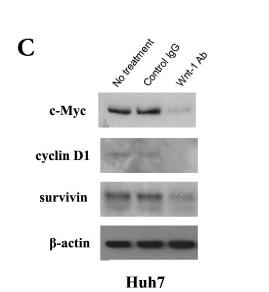 C
No treatment
Control IgG
Wnt-1 Ab
c-Myc
cyclin D1
survivin
β-actin
Huh7